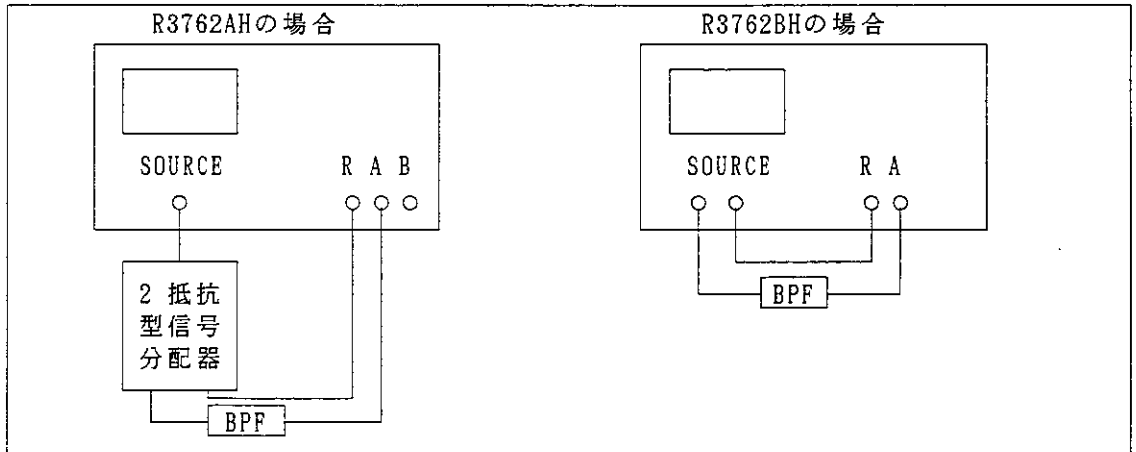 R3762AHの場合
SOURCE
R A B
2 抵抗
型信号
分配器
BPF
R3762BHの場合
SOURCE
R A
BPF